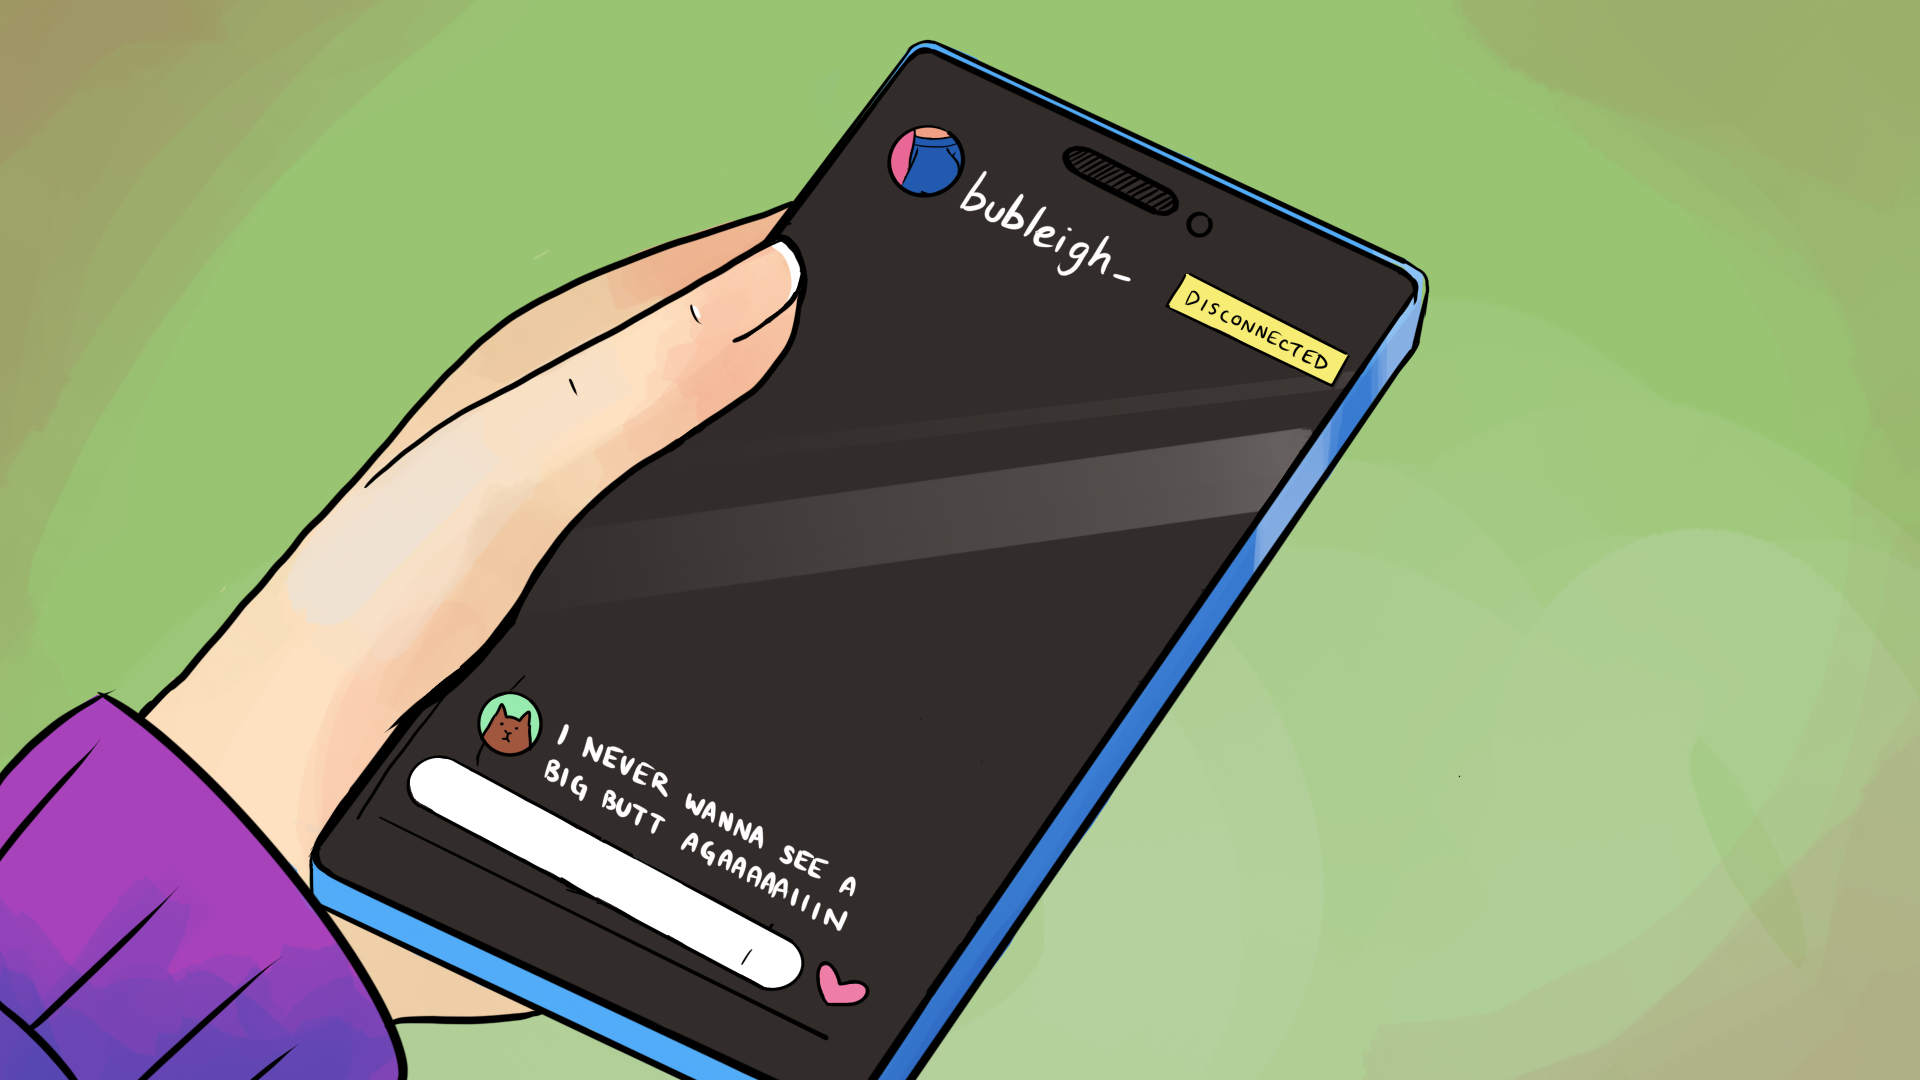 bubleigh_
DISCONNECTED
I NEVER WANNA SEE A
BIG BUTT AGAAAAAIIIN